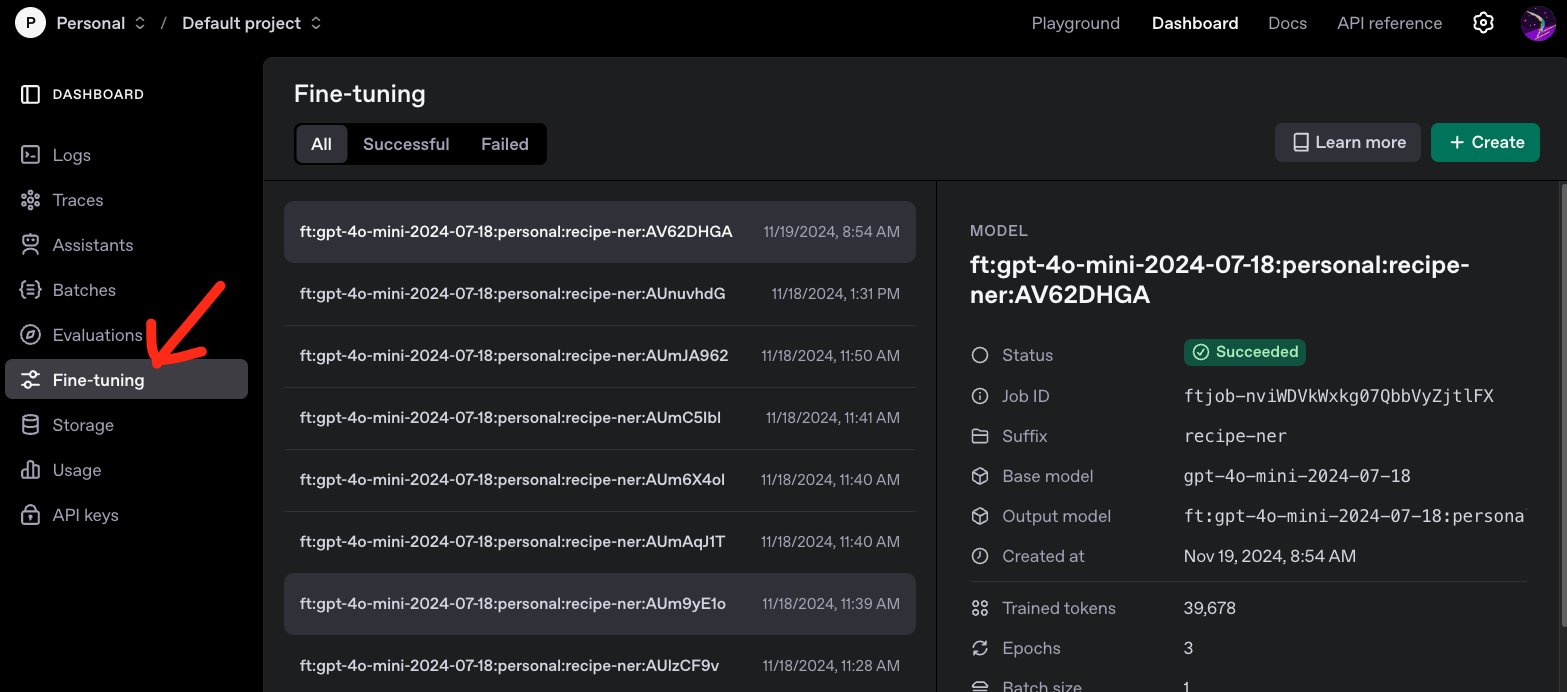 P Personal / Default project Playground Dashboard Docs API reference
DASHBOARD
Logs
Traces
Assistants
Batches
Evaluations
Fine-tuning
Storage
Usage
API keys
Fine-tuning
All Successful Failed
Learn more + Create
ft:gpt-4o-mini-2024-07-18:personal:recipe-ner:AV62DHGA 11/19/2024, 8:54 AM
ft:gpt-4o-mini-2024-07-18:personal:recipe-ner:AUnuvhdG 11/18/2024, 1:31 PM
ft:gpt-4o-mini-2024-07-18:personal:recipe-ner:AUmJA962 11/18/2024, 11:50 AM
ft:gpt-4o-mini-2024-07-18:personal:recipe-ner:AUmC5lbl 11/18/2024, 11:41 AM
ft:gpt-4o-mini-2024-07-18:personal:recipe-ner:AUm6X4ol 11/18/2024, 11:40 AM
ft:gpt-4o-mini-2024-07-18:personal:recipe-ner:AUmAqJ1T 11/18/2024, 11:40 AM
ft:gpt-4o-mini-2024-07-18:personal:recipe-ner:AUm9yE1o 11/18/2024, 11:39 AM
ft:gpt-4o-mini-2024-07-18:personal:recipe-ner:AUlzCF9v 11/18/2024, 11:28 AM
MODEL
ft:gpt-4o-mini-2024-07-18:personal:recipe-
ner:AV62DHGA
Status Succeeded
Job ID ftjob-nviWDVkWxkg07QbbVyZjtlFX
Suffix recipe-ner
Base model gpt-4o-mini-2024-07-18
Output model ft:gpt-4o-mini-2024-07-18:persona
Created at Nov 19, 2024, 8:54 AM
Trained tokens 39,678
Epochs 3
Batch size 1